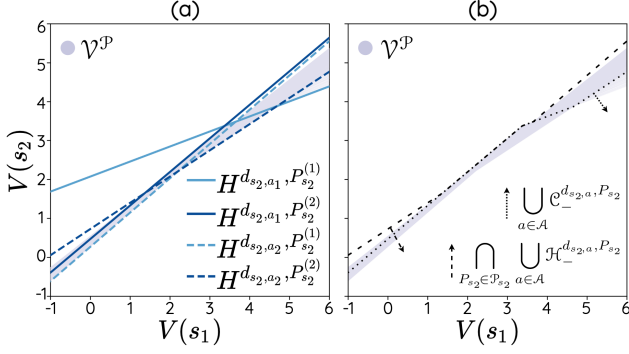 (a)
(b)
6
5
4
3
2
1
0
-1
V(s₂)
𝒱^𝒫
H^{d_{s₂,a₁}, P_{s₂}^{(1)}}
H^{d_{s₂,a₁}, P_{s₂}^{(2)}}
H^{d_{s₂,a₂}, P_{s₂}^{(1)}}
H^{d_{s₂,a₂}, P_{s₂}^{(2)}}
-1 0 1 2 3 4 5 6
V(s₁)
𝒱^𝒫
⋃_{a∈𝒜} 𝒞_−^{d_{s₂,a}, P_{s₂}}
⋂_{P_{s₂}∈𝒫_{s₂}} ⋃_{a∈𝒜} ℋ_−^{d_{s₂,a}, P_{s₂}}
-1 0 1 2 3 4 5 6
V(s₁)